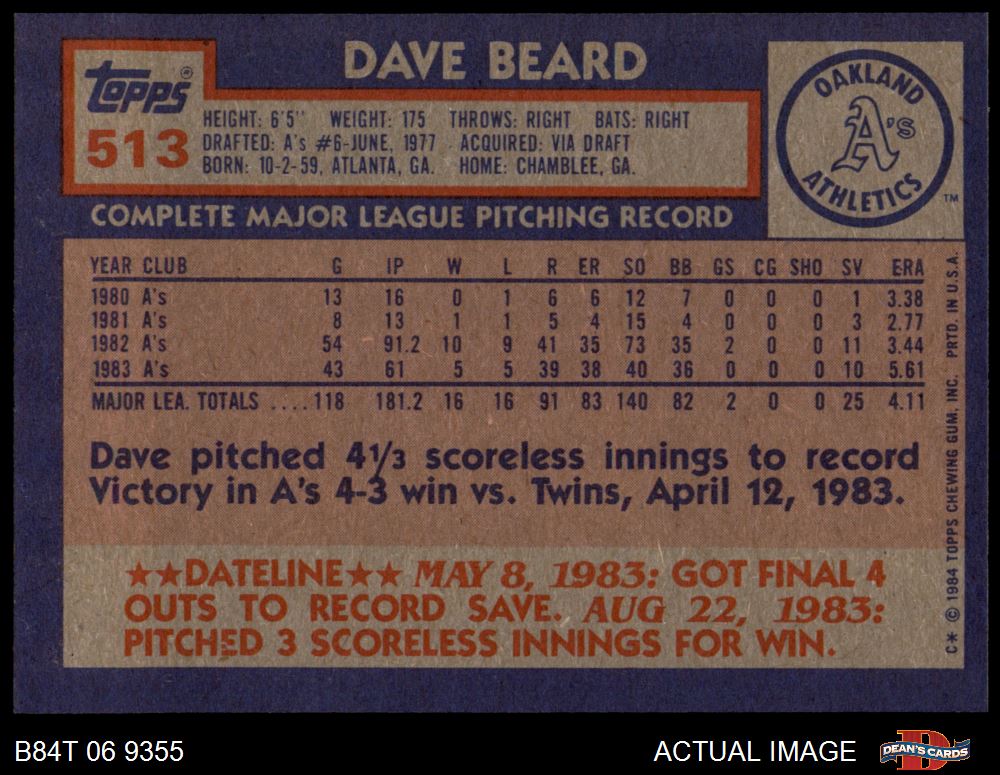 DAVE BEARD
Topps®
513
HEIGHT: 6'5" WEIGHT: 175 THROWS: RIGHT BATS: RIGHT
DRAFTED: A's #6-JUNE, 1977 ACQUIRED: VIA DRAFT
BORN: 10-2-59, ATLANTA, GA. HOME: CHAMBLEE, GA.
OAKLAND
A's
ATHLETICS
TM
COMPLETE MAJOR LEAGUE PITCHING RECORD
YEAR CLUB G IP W L R ER SO BB GS CG SHO SV ERA
1980 A's 13 16 0 1 6 6 12 7 0 0 0 1 3.38
1981 A's 8 13 1 1 5 4 15 4 0 0 0 3 2.77
1982 A's 54 91.2 10 9 41 35 73 35 2 0 0 11 3.44
1983 A's 43 61 5 5 39 38 40 36 0 0 0 10 5.61
MAJOR LEA. TOTALS ....118 181.2 16 16 91 83 140 82 2 0 0 25 4.11
Dave pitched 4 1/3 scoreless innings to record
Victory in A's 4-3 win vs. Twins, April 12, 1983.
★★DATELINE★★ MAY 8, 1983: GOT FINAL 4
OUTS TO RECORD SAVE. AUG 22, 1983:
PITCHED 3 SCORELESS INNINGS FOR WIN.
C* © 1984 TOPPS CHEWING GUM, INC. PRTD. IN U.S.A.
B84T 06 9355
ACTUAL IMAGE
DEAN'S CARDS